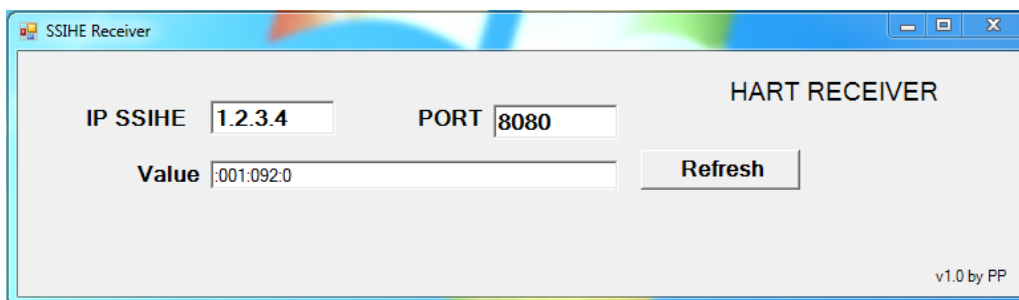 SSIHE Receiver
HART RECEIVER
IP SSIHE 1.2.3.4 PORT 8080
Value :001:092:0 Refresh
v1.0 by PP